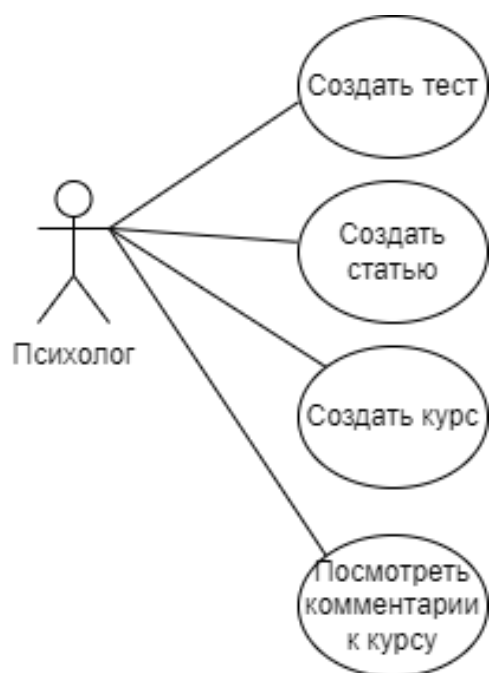 Создать тест
Создать
статью
Психолог
Создать курс
Посмотреть
комментарии
к курсу